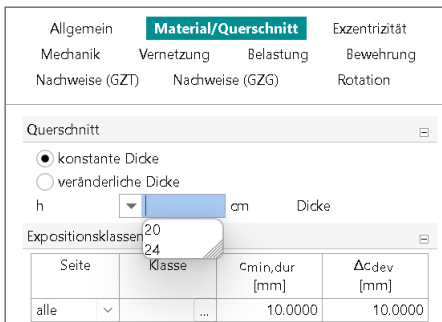 Allgemein Material/Querschnitt Exzentrizität
Mechanik Vernetzung Belastung Bewehrung
Nachweise (GZT) Nachweise (GZG) Rotation
Querschnitt
konstante Dicke
veränderliche Dicke
h cm Dicke
20
24
Expositionsklassen
Seite Klasse cmin,dur Δcdev
[mm] [mm]
alle ... 10.0000 10.0000